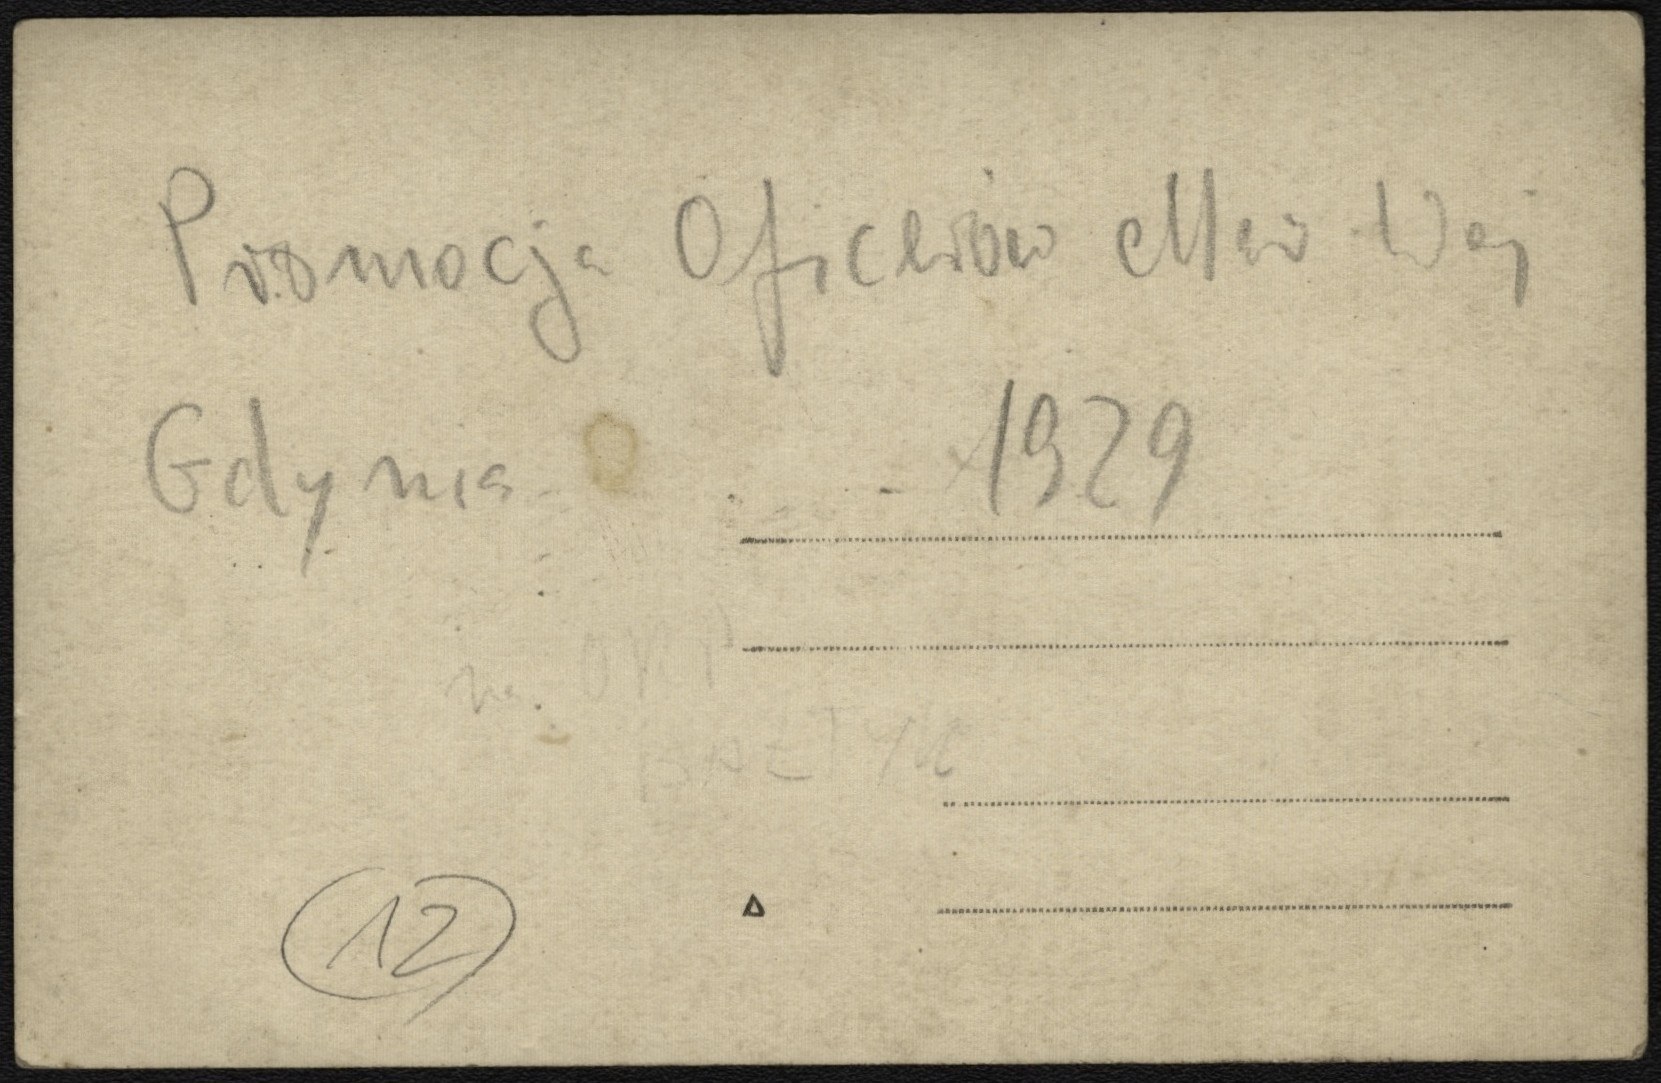 Promocja Oficerów Mar Woj
Gdynia 1929
na ORP
BAŁTYK
12